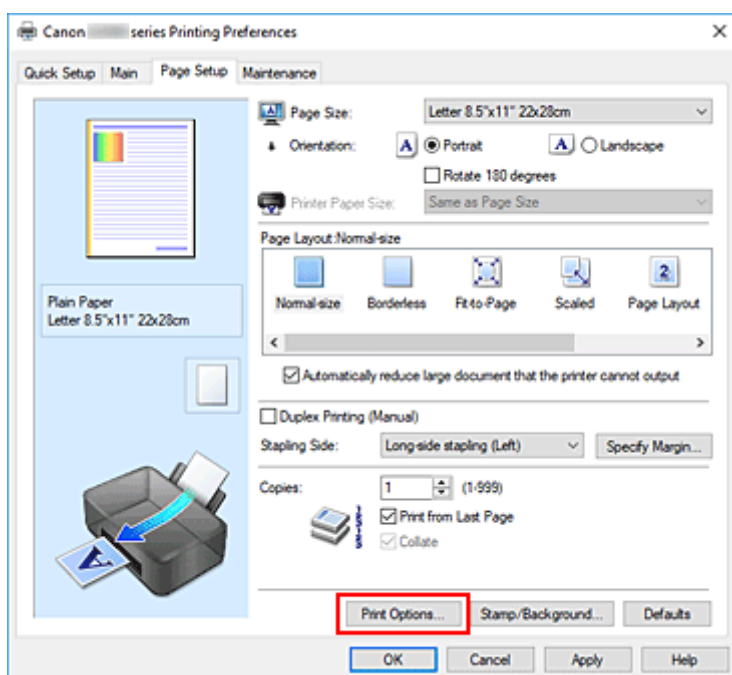 Canon series Printing Preferences
Quick Setup Main Page Setup Maintenance
Page Size: Letter 8.5"x11" 22x28cm
Orientation: A Portrait A Landscape
Rotate 180 degrees
Printer Paper Size: Same as Page Size
Page Layout:Normal-size
2
Normal-size Borderless Fit-to-Page Scaled Page Layout
Plain Paper
Letter 8.5"x11" 22x28cm
Automatically reduce large document that the printer cannot output
Duplex Printing (Manual)
Stapling Side: Long-side stapling (Left) Specify Margin...
Copies: 1 (1-999)
Print from Last Page
Collate
A
Print Options... Stamp/Background... Defaults
OK Cancel Apply Help